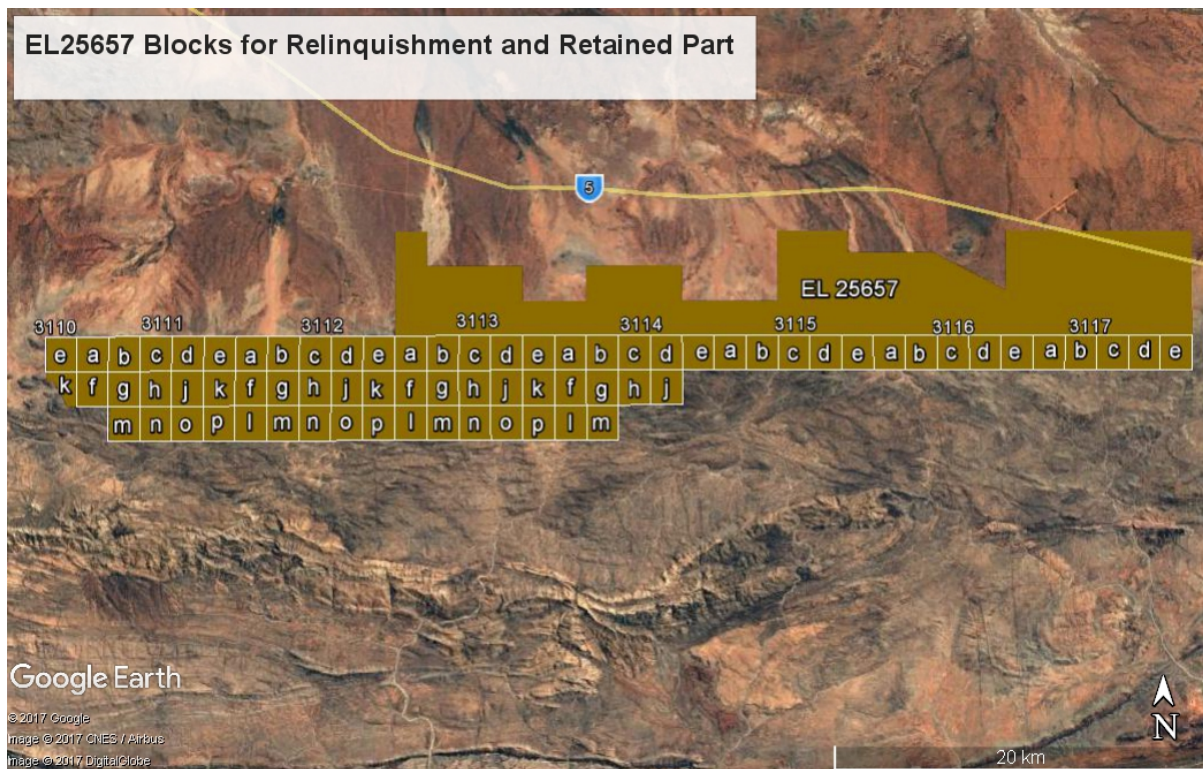 EL25657 Blocks for Relinquishment and Retained Part
5
EL 25657
3110 3111 3112 3113 3114 3115 3116 3117
e a b c d e a b c d e a b c d e a b c d e a b c d e a b c d e a b c d e
k f g h j k f g h j k f g h j k f g h j
m n o p l m n o p l m n o p l m
Google Earth
© 2017 Google
Image © 2017 CNES / Airbus
Image © 2017 DigitalGlobe
N
20 km